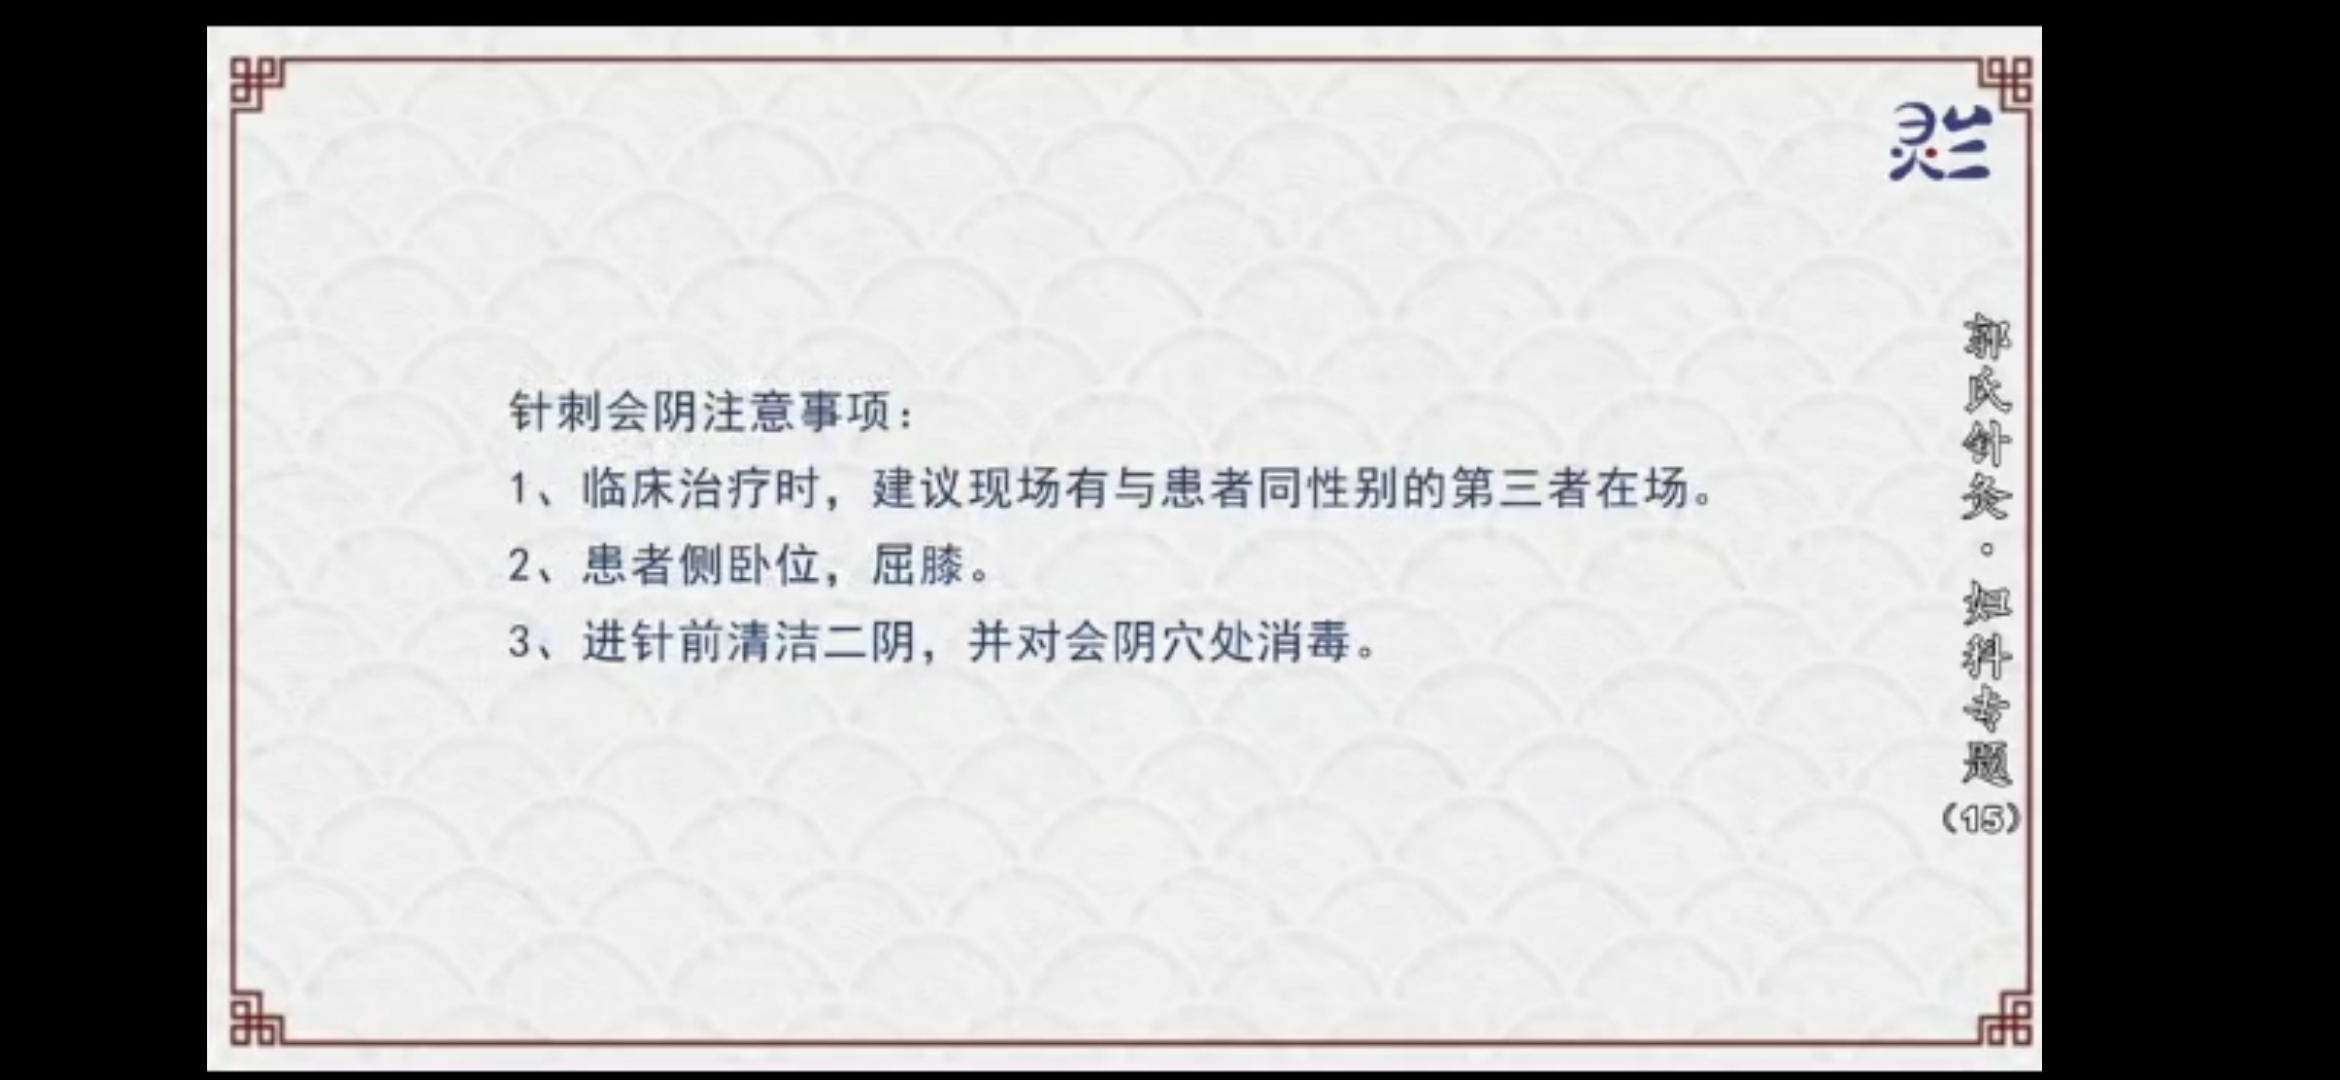 灵兰
针刺会阴注意事项：
1、临床治疗时，建议现场有与患者同性别的第三者在场。
2、患者侧卧位，屈膝。
3、进针前清洁二阴，并对会阴穴处消毒。
郭氏针灸·妇科专题（15）